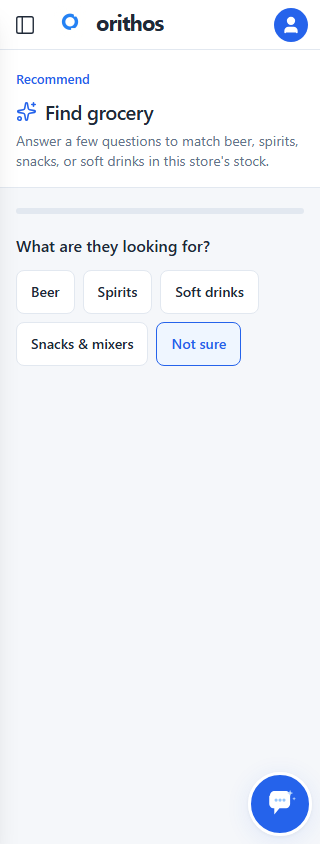 orithos
Recommend
Find grocery
Answer a few questions to match beer, spirits,
snacks, or soft drinks in this store's stock.
What are they looking for?
Beer
Spirits
Soft drinks
Snacks & mixers
Not sure